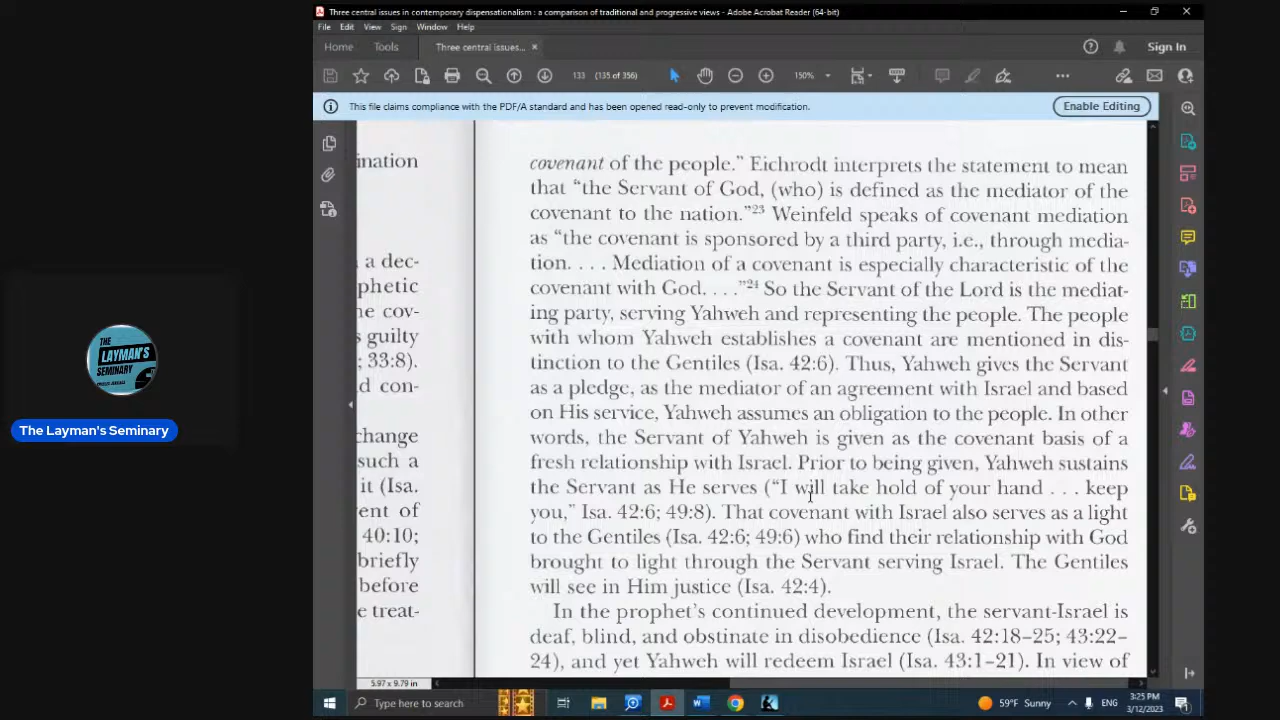 Three central issues in contemporary dispensationalism : a comparison of traditional and progressive views - Adobe Acrobat Reader (64-bit)
File Edit View Sign Window Help
Home Tools Three central issues... × Sign In
133 (135 of 356) 150%
This file claims compliance with the PDF/A standard and has been opened read-only to prevent modification. Enable Editing
ination
a dec-
phetic
ne cov-
s guilty
; 33:8).
d con-
change
such a
it (Isa.
ent of
40:10;
briefly
before
e treat-
covenant of the people.” Eichrodt interprets the statement to mean
that “the Servant of God, (who) is defined as the mediator of the
covenant to the nation.”23 Weinfeld speaks of covenant mediation
as “the covenant is sponsored by a third party, i.e., through media-
tion. . . . Mediation of a covenant is especially characteristic of the
covenant with God. . . .”24 So the Servant of the Lord is the mediat-
ing party, serving Yahweh and representing the people. The people
with whom Yahweh establishes a covenant are mentioned in dis-
tinction to the Gentiles (Isa. 42:6). Thus, Yahweh gives the Servant
as a pledge, as the mediator of an agreement with Israel and based
on His service, Yahweh assumes an obligation to the people. In other
words, the Servant of Yahweh is given as the covenant basis of a
fresh relationship with Israel. Prior to being given, Yahweh sustains
the Servant as He serves (“I will take hold of your hand . . . keep
you,” Isa. 42:6; 49:8). That covenant with Israel also serves as a light
to the Gentiles (Isa. 42:6; 49:6) who find their relationship with God
brought to light through the Servant serving Israel. The Gentiles
will see in Him justice (Isa. 42:4).
In the prophet’s continued development, the servant-Israel is
deaf, blind, and obstinate in disobedience (Isa. 42:18–25; 43:22–
24), and yet Yahweh will redeem Israel (Isa. 43:1–21). In view of
THE
LAYMAN'S
SEMINARY
The Layman's Seminary
5.97 x 9.79 in
Type here to search
59°F Sunny
ENG
3:25 PM
3/12/2023